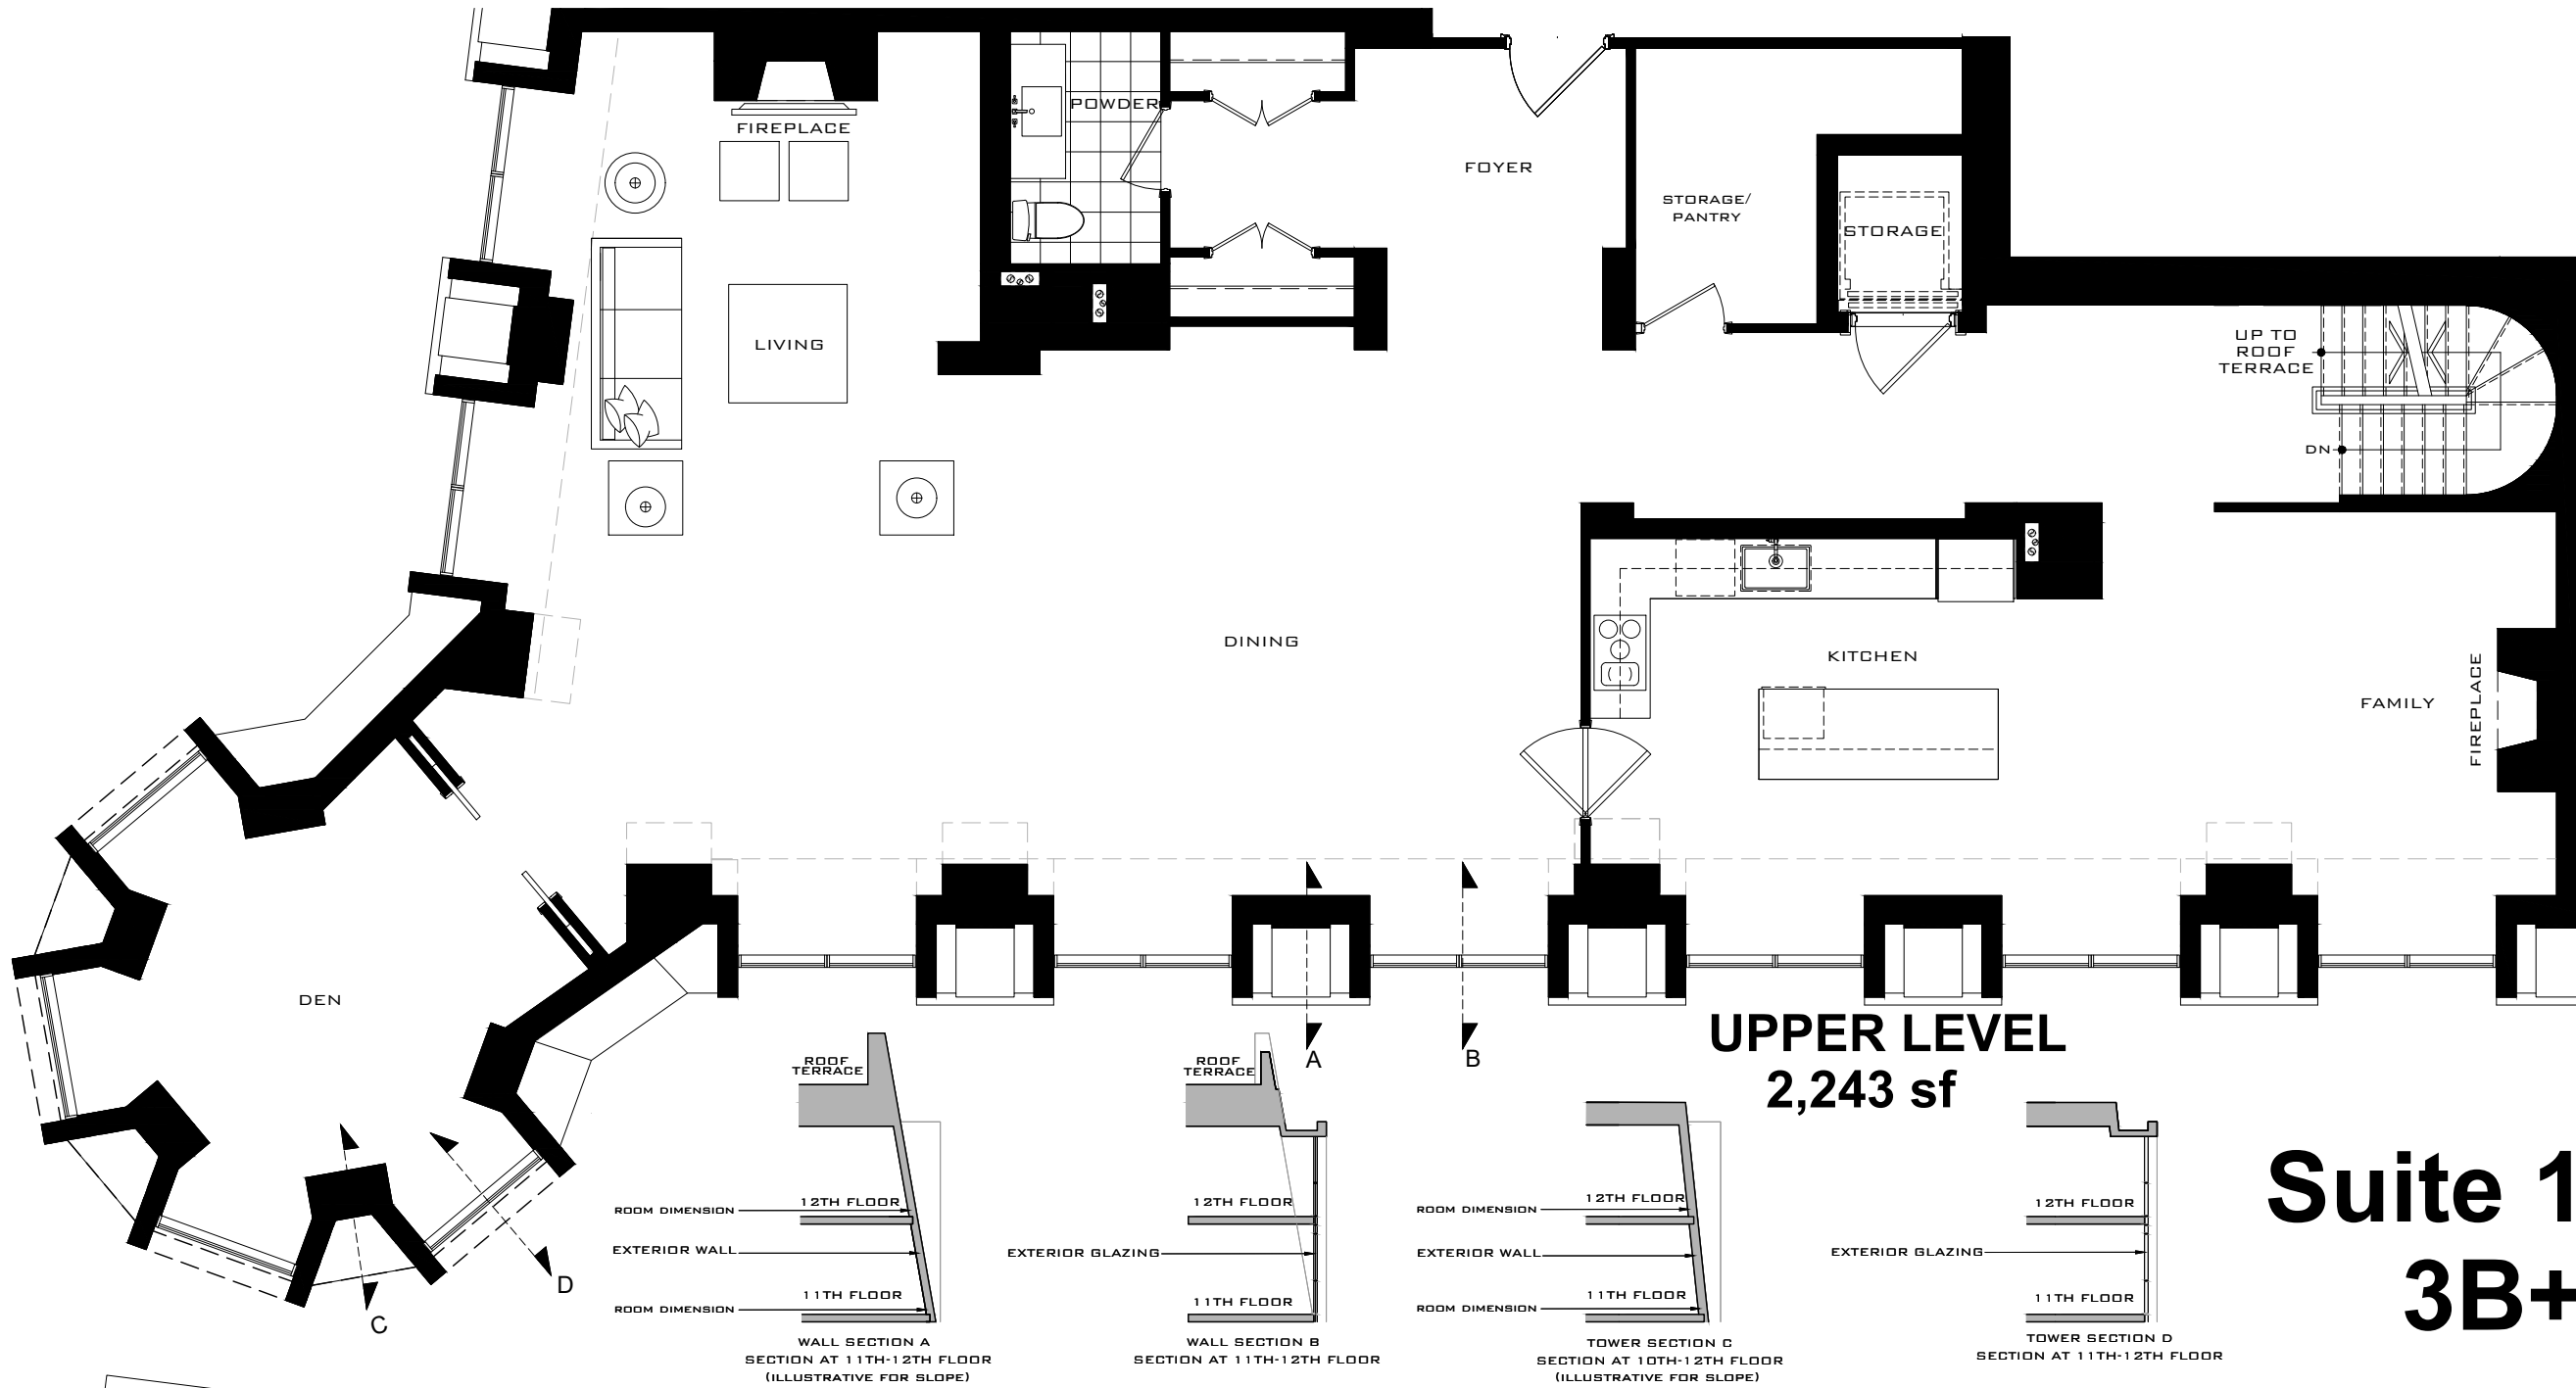 POWDER
FIREPLACE
FOYER
STORAGE/
PANTRY
STORAGE
LIVING
UP TO
ROOF
TERRACE
DN
DINING
KITCHEN
FAMILY
FIREPLACE
DEN
A
B
C
D
UPPER LEVEL
2,243 sf
Suite 1
3B+
ROOF
TERRACE
12TH FLOOR
ROOM DIMENSION
EXTERIOR WALL
11TH FLOOR
ROOM DIMENSION
WALL SECTION A
SECTION AT 11TH-12TH FLOOR
(ILLUSTRATIVE FOR SLOPE)
ROOF
TERRACE
12TH FLOOR
EXTERIOR GLAZING
11TH FLOOR
WALL SECTION B
SECTION AT 11TH-12TH FLOOR
12TH FLOOR
ROOM DIMENSION
EXTERIOR WALL
11TH FLOOR
ROOM DIMENSION
TOWER SECTION C
SECTION AT 10TH-12TH FLOOR
(ILLUSTRATIVE FOR SLOPE)
12TH FLOOR
EXTERIOR GLAZING
11TH FLOOR
TOWER SECTION D
SECTION AT 11TH-12TH FLOOR